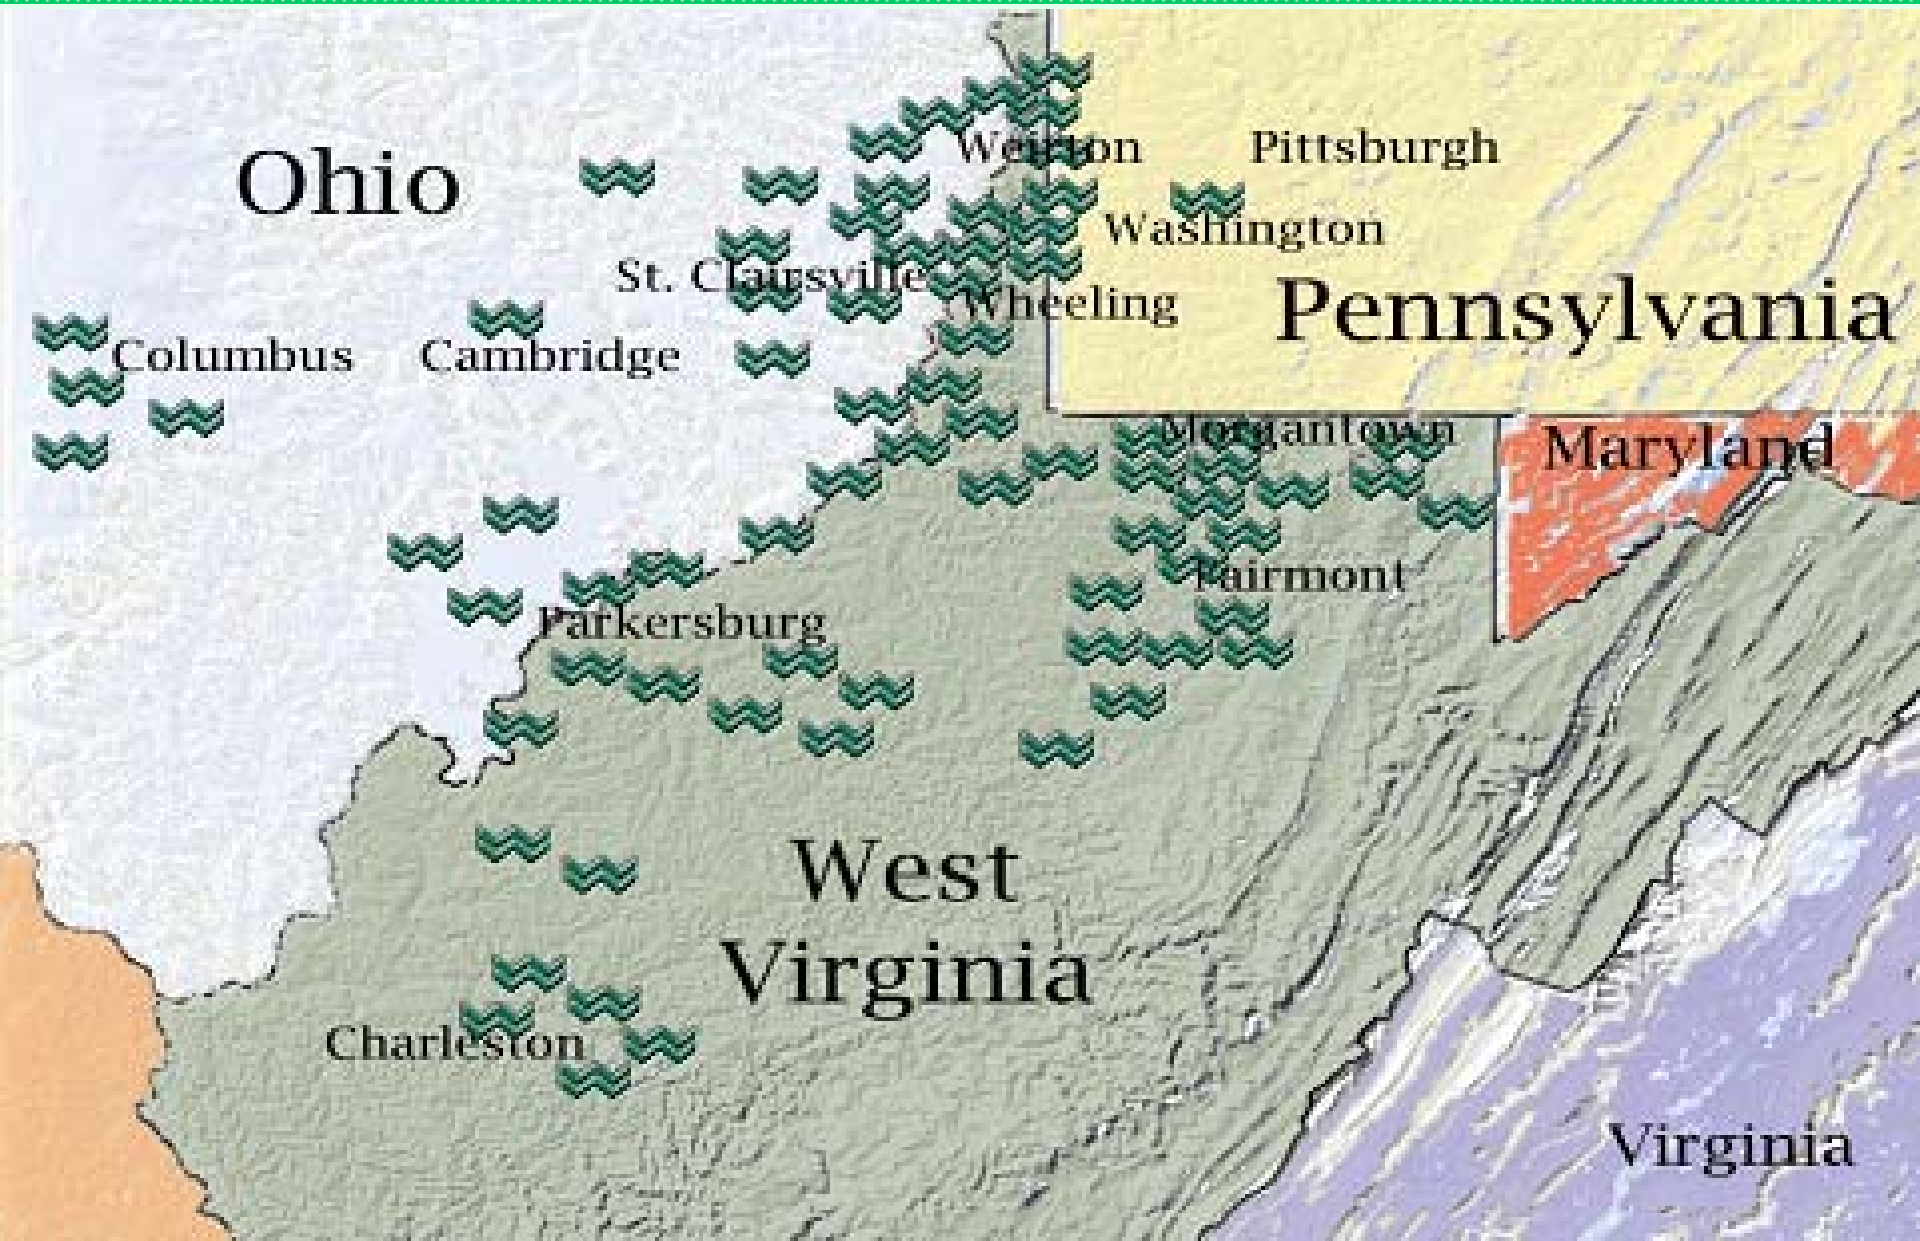 Ohio
Weirton
Pittsburgh
Washington
St. Clairsville
Wheeling
Pennsylvania
Columbus
Cambridge
Morgantown
Maryland
Fairmont
Parkersburg
West
Virginia
Charleston
Virginia